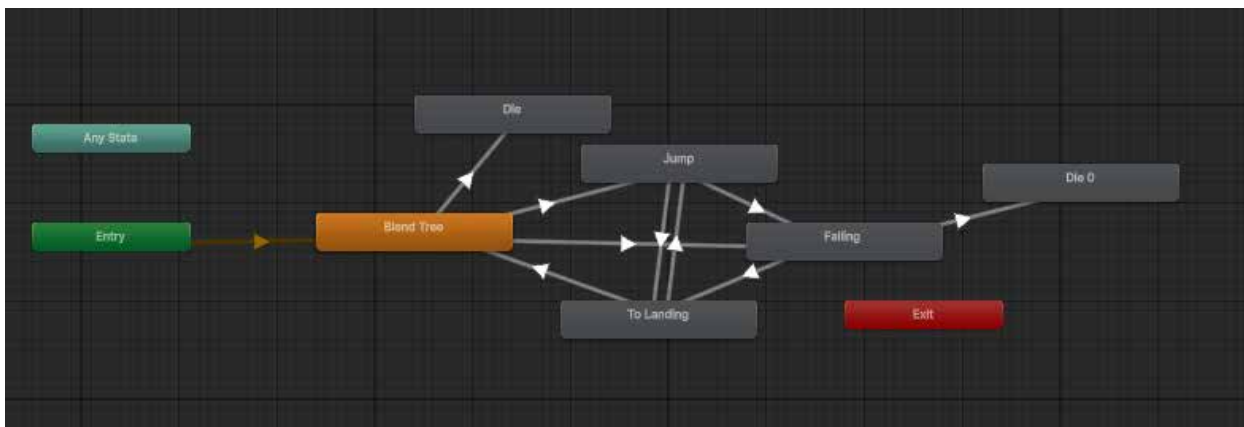 Die
Any State
Jump
Die 0
Entry
Blend Tree
Falling
To Landing
Exit